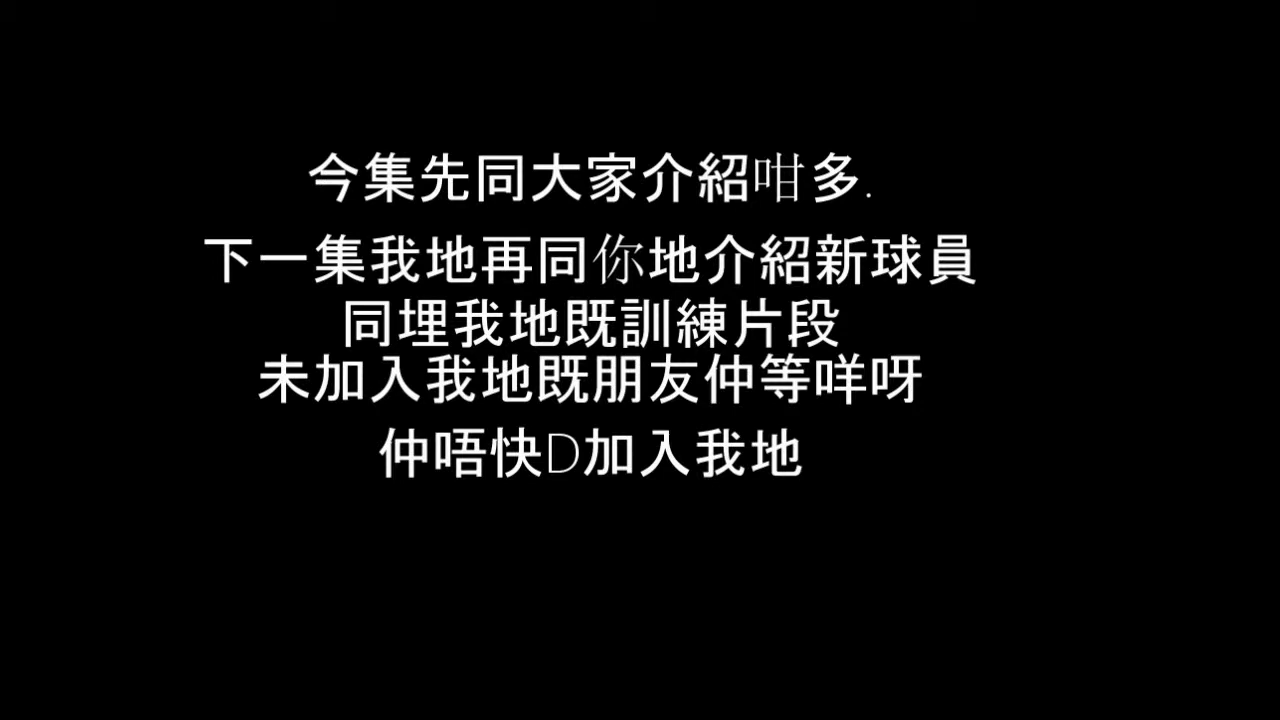 今集先同大家介紹咁多.
下一集我地再同你地介紹新球員
同埋我地既訓練片段
未加入我地既朋友仲等咩呀
仲唔快D加入我地